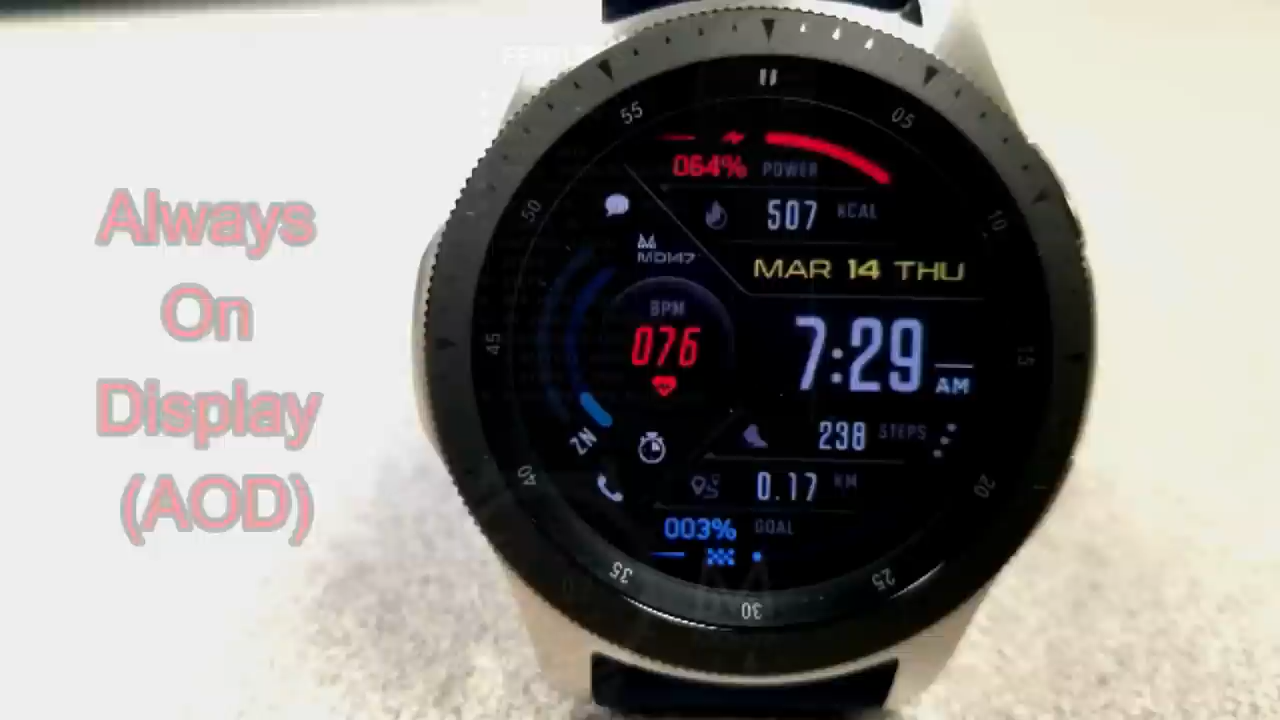 Always
On
Display
(AOD)
55
05
50
10
45
15
40
20
35
25
30
064% POWER
507 KCAL
MD147
MAR 14 THU
BPM
076
7:29
AM
238 STEPS
0.17 KM
003% GOAL